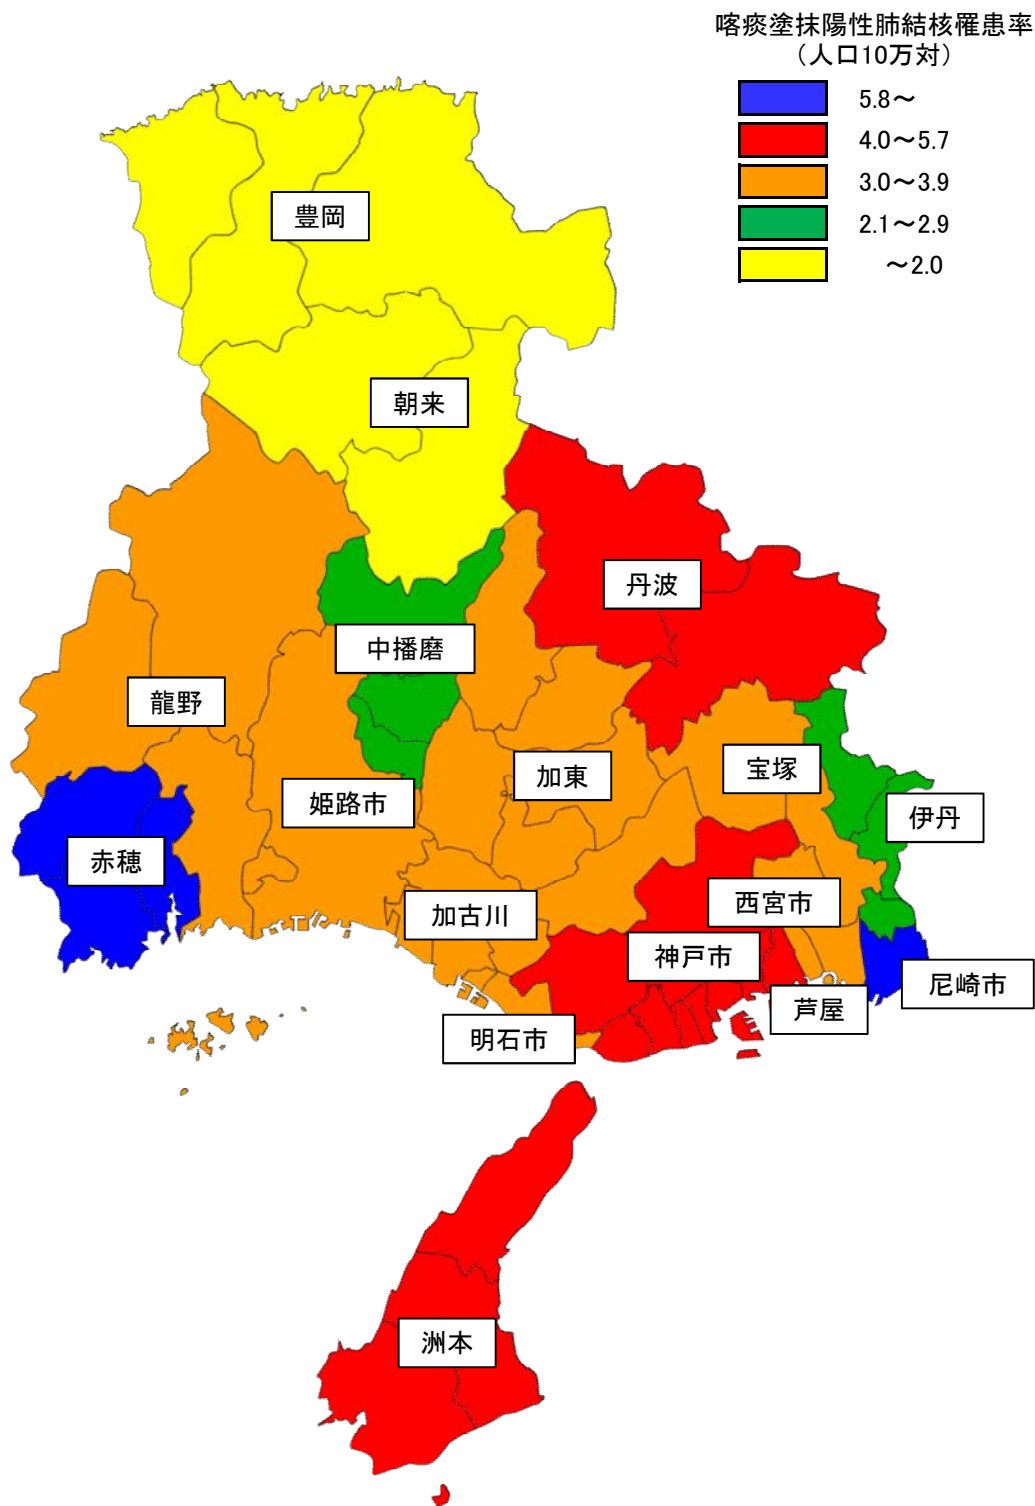 喀痰塗抹陽性肺結核罹患率
（人口10万対）
5.8～
4.0～5.7
3.0～3.9
2.1～2.9
～2.0
豊岡
朝来
丹波
中播磨
龍野
宝塚
加東
姫路市
伊丹
赤穂
西宮市
加古川
神戸市
尼崎市
芦屋
明石市
洲本